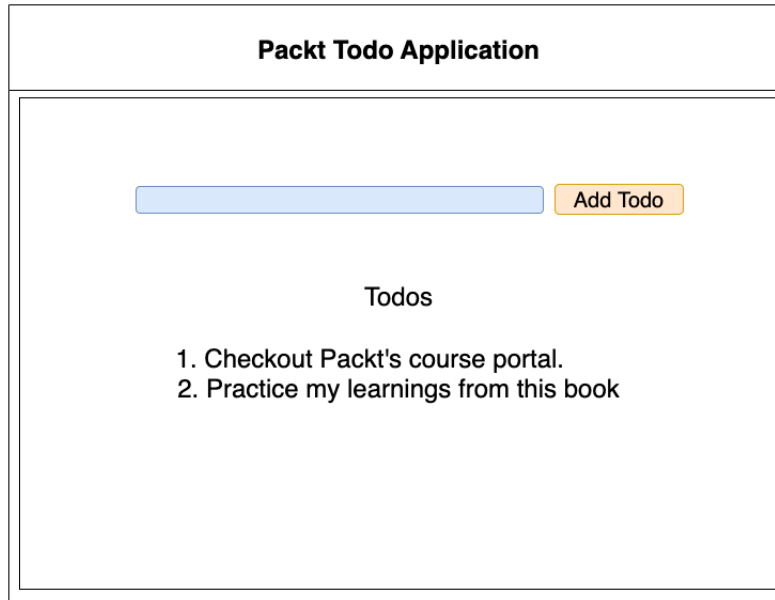 Packt Todo Application
Add Todo
Todos
1. Checkout Packt's course portal.
2. Practice my learnings from this book